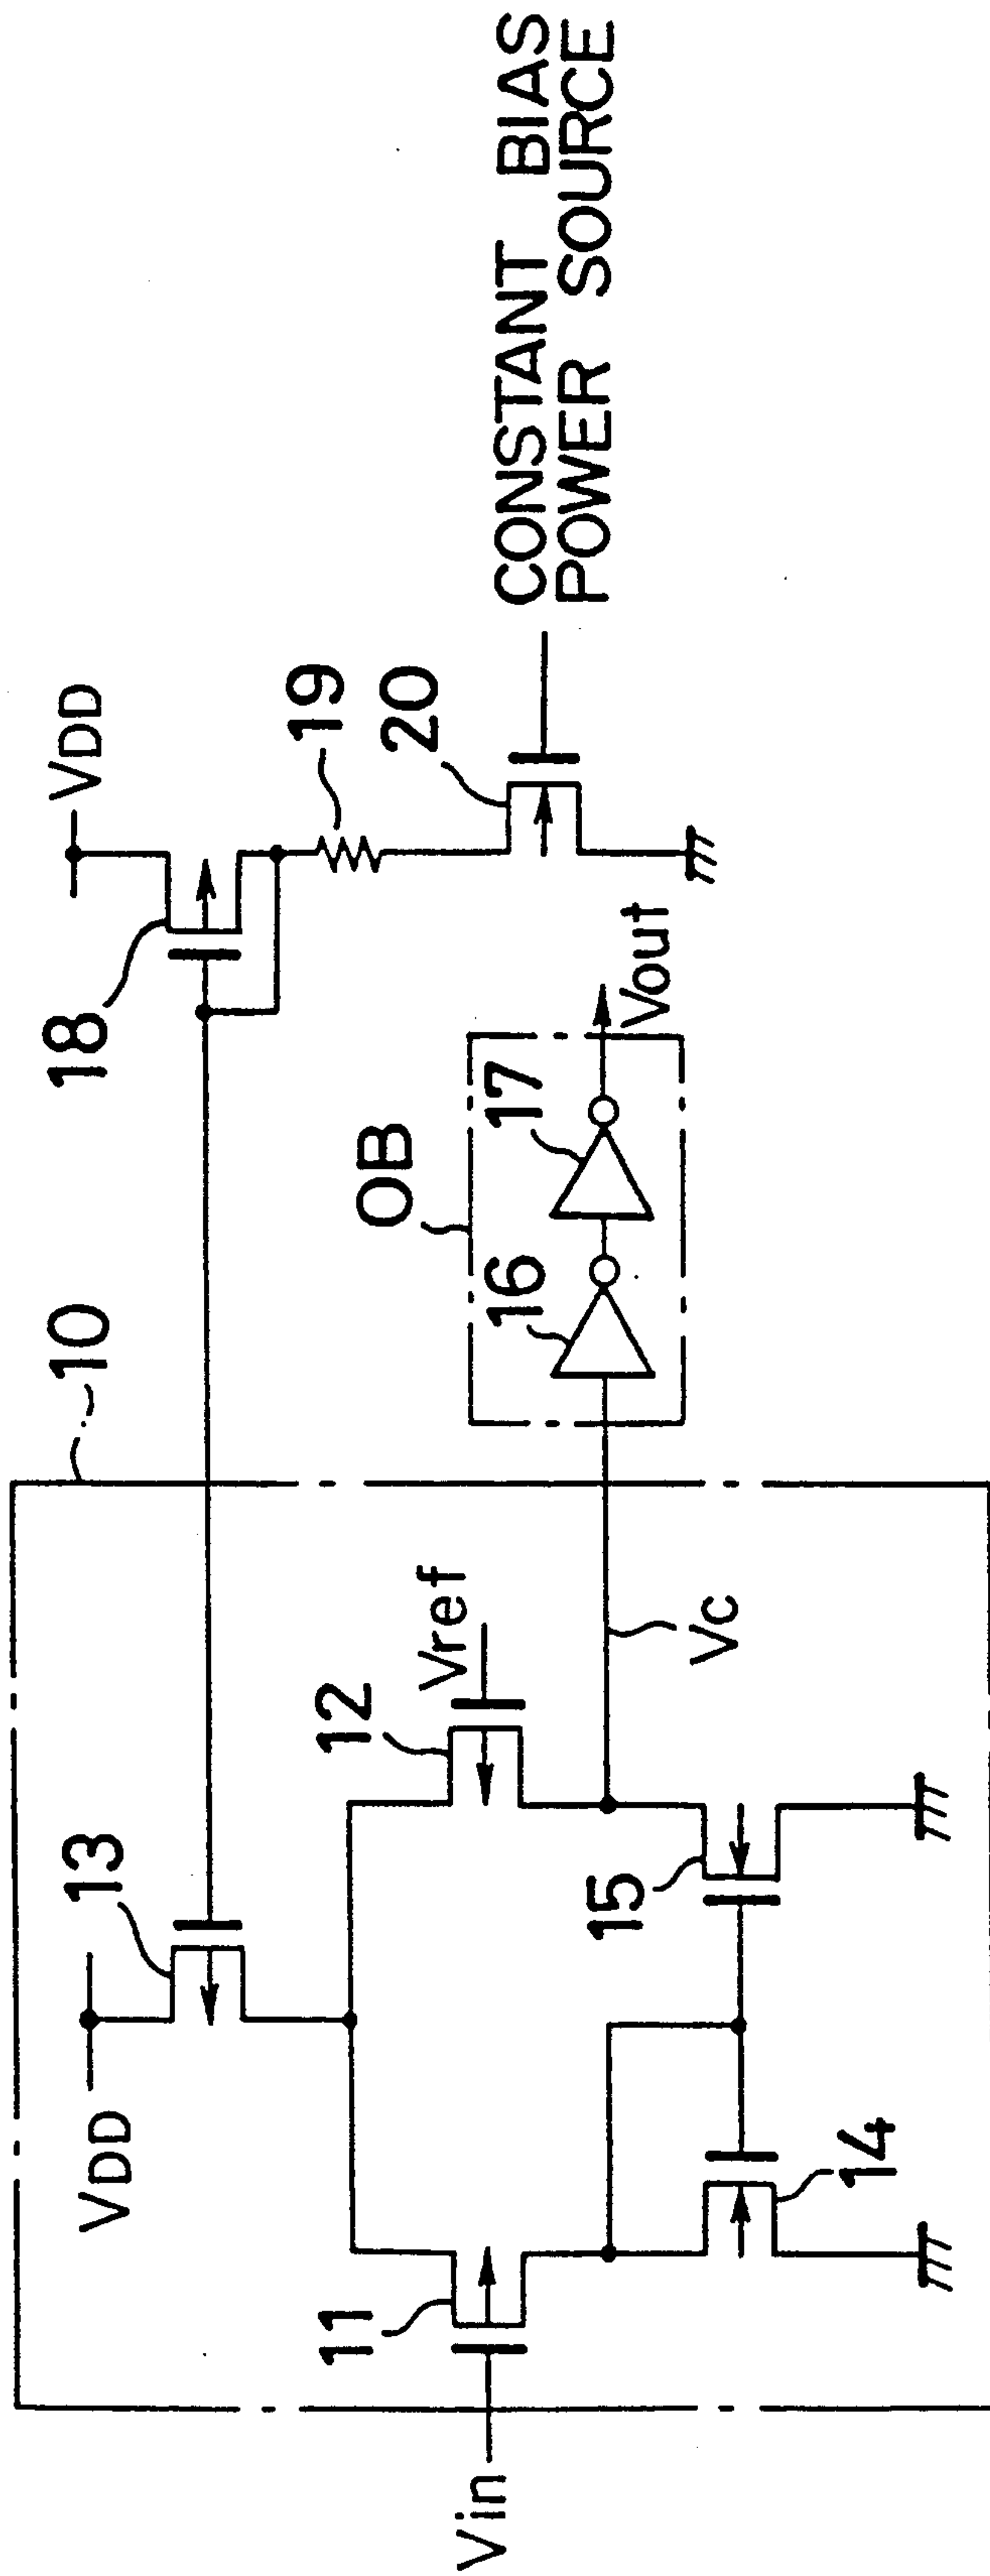 10
VDD
13
18
VDD
11
12
Vref
OB
19
20
CONSTANT BIAS
POWER SOURCE
Vin
16
17
15
14
Vc
Vout